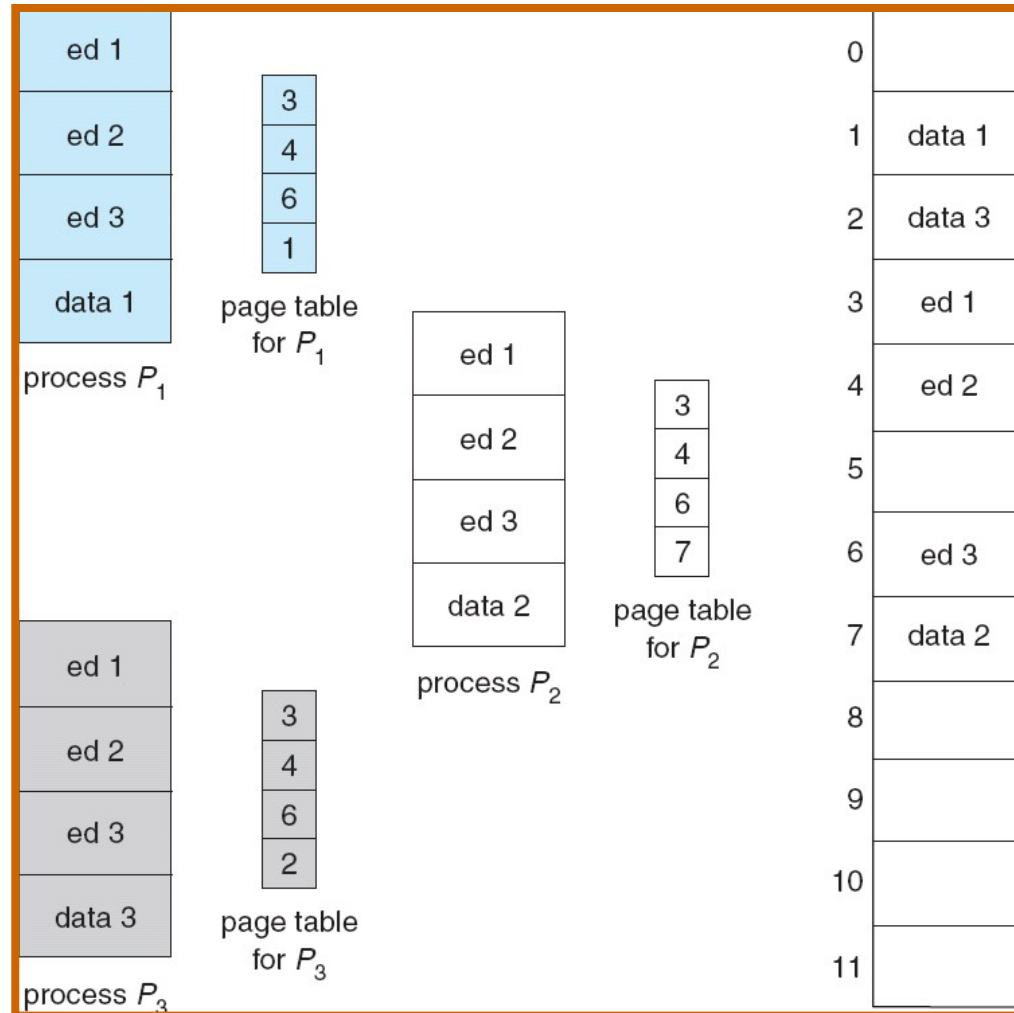 ed 1
ed 2
ed 3
data 1
process P1
3
4
6
1
page table
for P1
ed 1
ed 2
ed 3
data 2
process P2
3
4
6
7
page table
for P2
ed 1
ed 2
ed 3
data 3
process P3
3
4
6
2
page table
for P3
0
1 data 1
2 data 3
3 ed 1
4 ed 2
5
6 ed 3
7 data 2
8
9
10
11